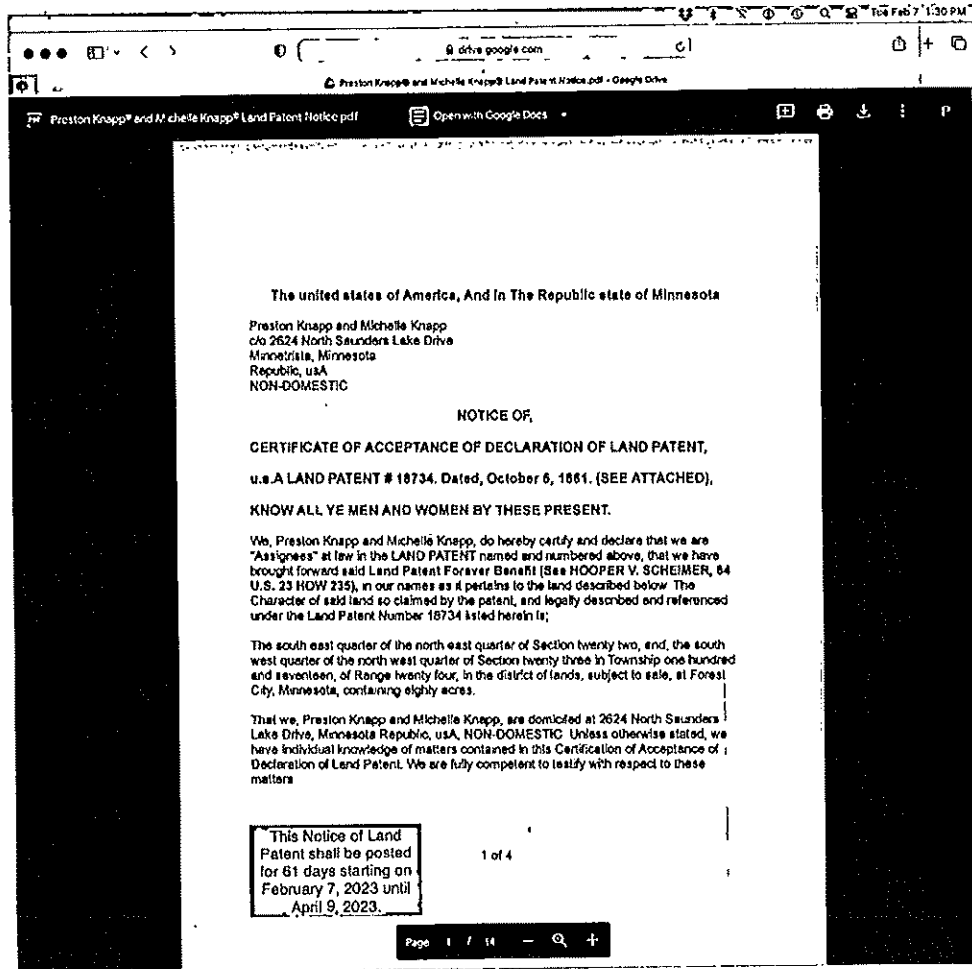 Tue Feb 7 1:30 PM
drive.google.com
Preston Knapp® and Michelle Knapp® Land Patent Notice.pdf - Google Drive
Preston Knapp® and Michelle Knapp® Land Patent Notice.pdf
Open with Google Docs
P
The united states of America, And in The Republic state of Minnesota
Preston Knapp and Michelle Knapp
c/o 2624 North Saunders Lake Drive
Minnetrista, Minnesota
Republic, usA
NON-DOMESTIC
NOTICE OF,
CERTIFICATE OF ACCEPTANCE OF DECLARATION OF LAND PATENT,
u.s.A LAND PATENT # 18734. Dated, October 6, 1861. (SEE ATTACHED),
KNOW ALL YE MEN AND WOMEN BY THESE PRESENT.
We, Preston Knapp and Michelle Knapp, do hereby certify and declare that we are
"Assignees" at law in the LAND PATENT named and numbered above, that we have
brought forward said Land Patent Forever Benefit (See HOOPER V. SCHEIMER, 64
U.S. 23 HOW 235), in our names as it pertains to the land described below. The
Character of said land so claimed by the patent, and legally described and referenced
under the Land Patent Number 18734 listed herein is;
The south east quarter of the north east quarter of Section twenty two, and, the south
west quarter of the north west quarter of Section twenty three in Township one hundred
and seventeen, of Range twenty four, in the district of lands, subject to sale, at Forest
City, Minnesota, containing eighty acres.
That we, Preston Knapp and Michelle Knapp, are domiciled at 2624 North Saunders
Lake Drive, Minnesota Republic, usA, NON-DOMESTIC. Unless otherwise stated, we
have individual knowledge of matters contained in this Certification of Acceptance of
Declaration of Land Patent. We are fully competent to testify with respect to these
matters
This Notice of Land
Patent shall be posted
for 61 days starting on
February 7, 2023 until
April 9, 2023.
1 of 4
Page 1 / 14